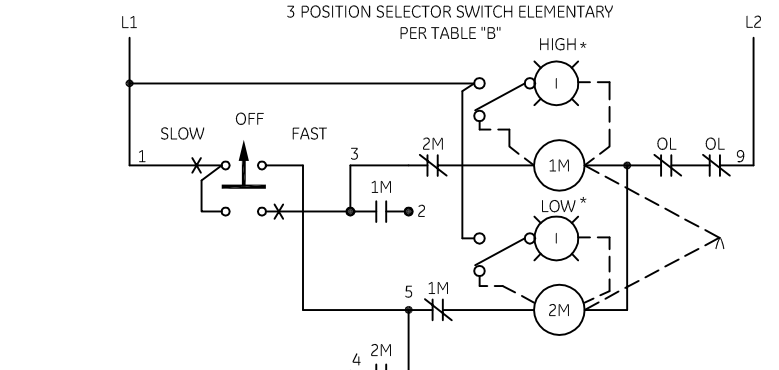 3 POSITION SELECTOR SWITCH ELEMENTARY
PER TABLE "B"
L1
L2
HIGH *
I
SLOW
OFF
FAST
1
3
2M
1M
OL
OL
9
1M
2
LOW *
I
5
1M
2M
4
2M